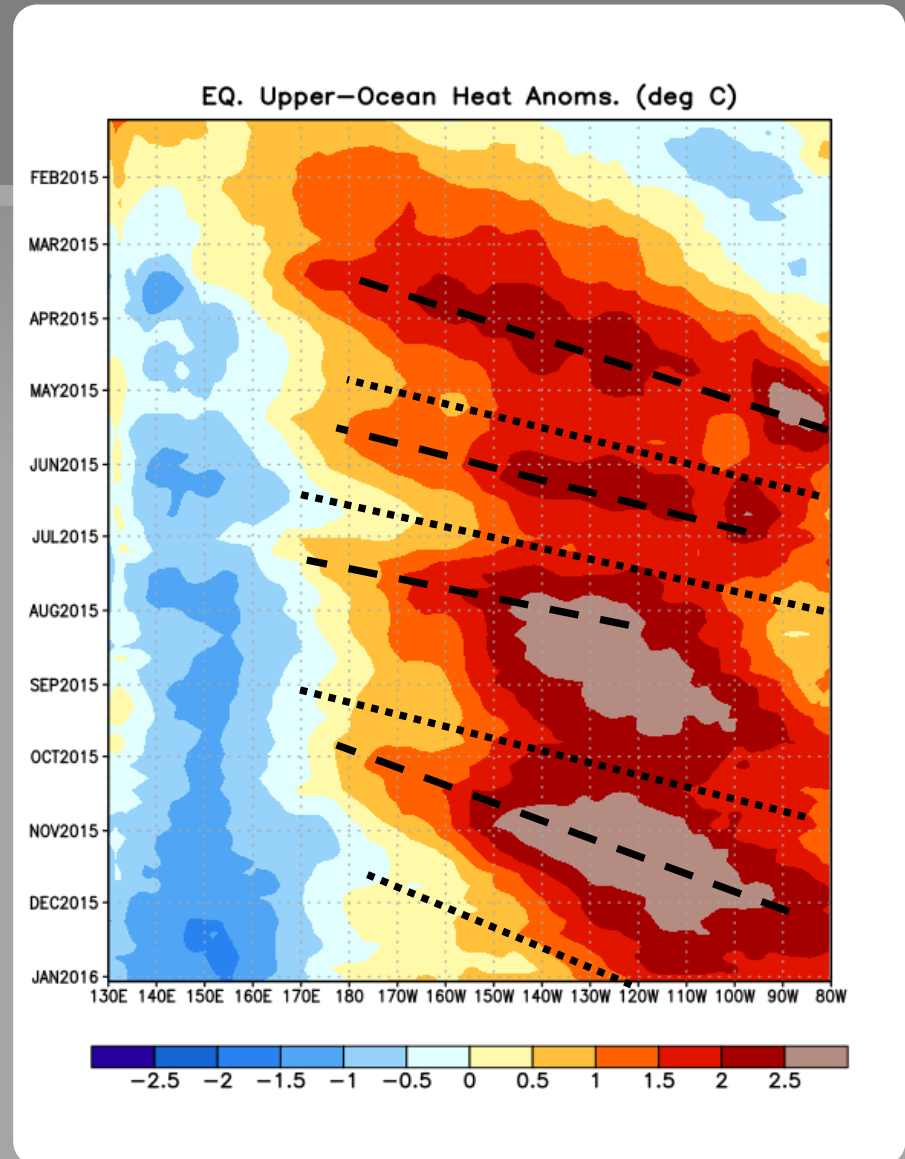 EQ. Upper-Ocean Heat Anoms. (deg C)
FEB2015
MAR2015
APR2015
MAY2015
JUN2015
JUL2015
AUG2015
SEP2015
OCT2015
NOV2015
DEC2015
JAN2016
130E 140E 150E 160E 170E 180 170W 160W 150W 140W 130W 120W 110W 100W 90W 80W
-2.5 -2 -1.5 -1 -0.5 0 0.5 1 1.5 2 2.5